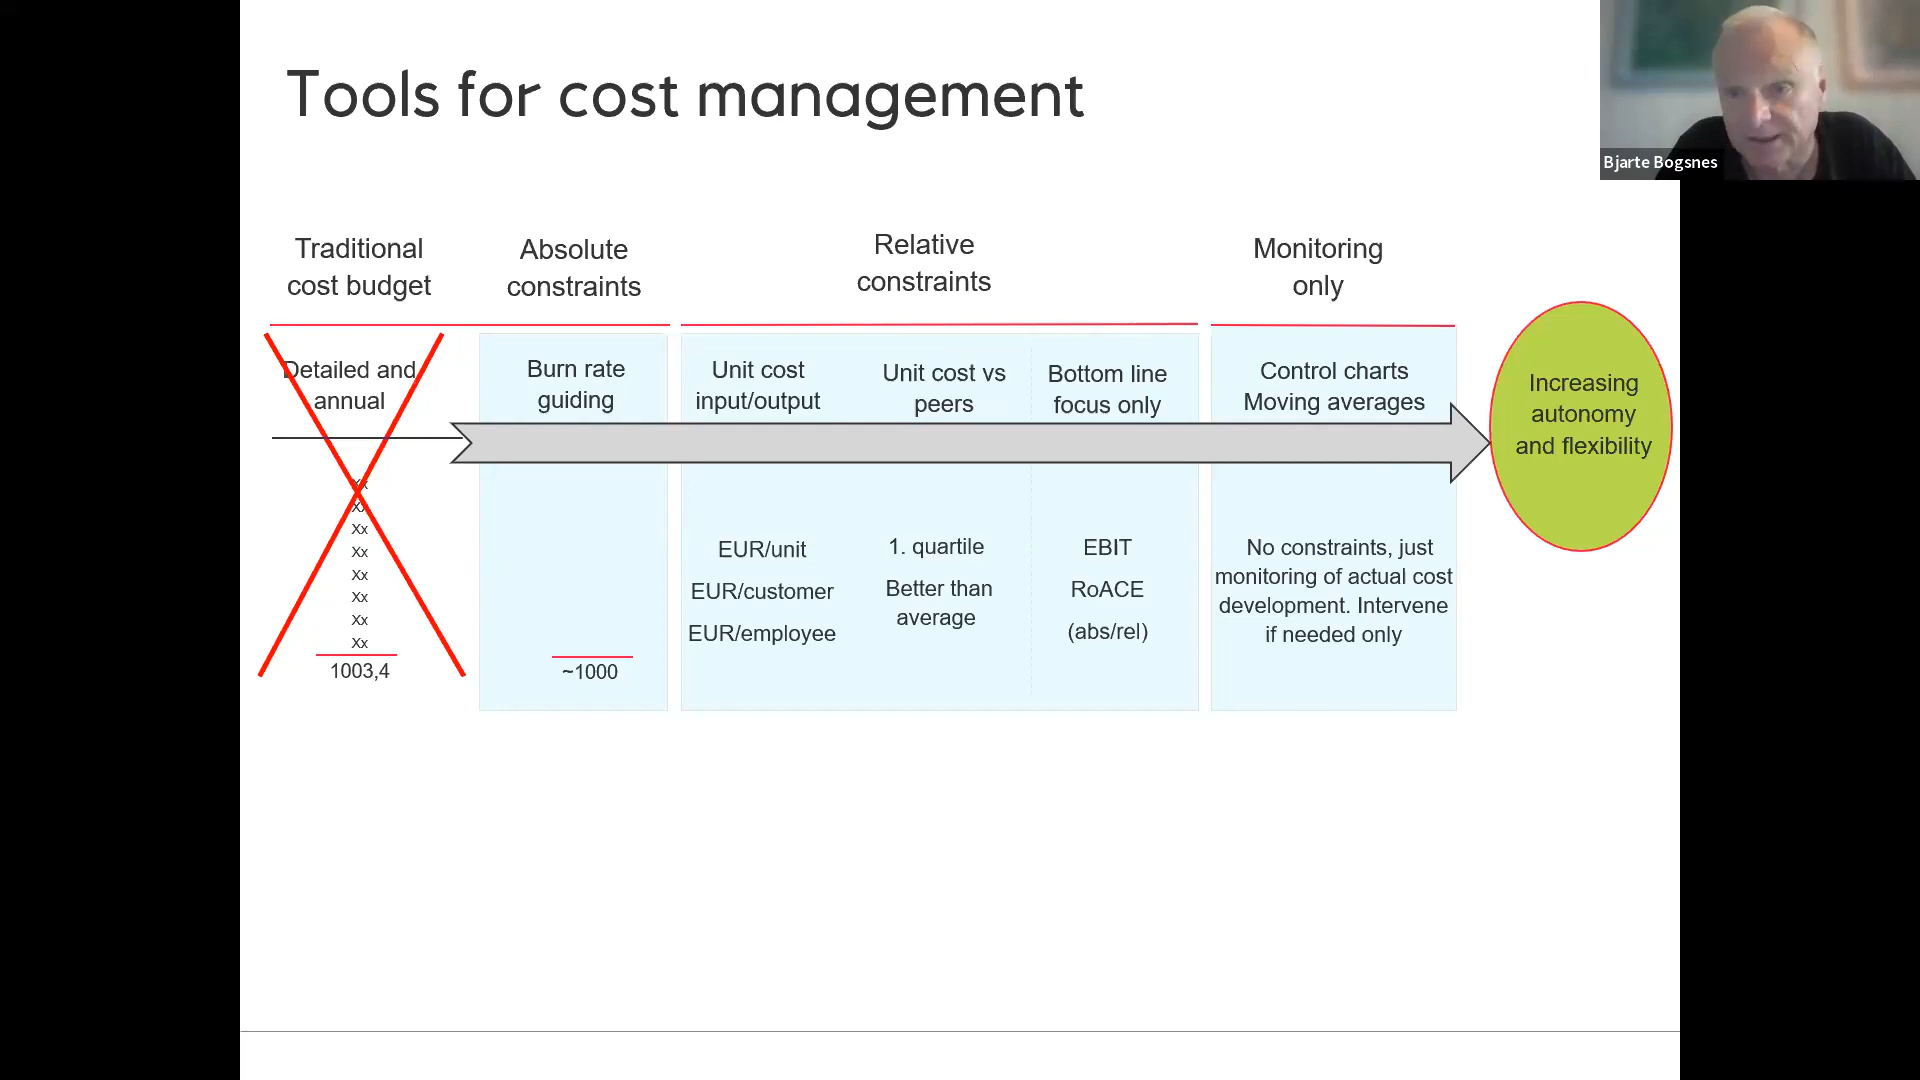 Tools for cost management
Bjarte Bogsnes
Traditional
cost budget
Absolute
constraints
Relative
constraints
Monitoring
only
Detailed and
annual
Burn rate
guiding
Unit cost
input/output
Unit cost vs
peers
Bottom line
focus only
Control charts
Moving averages
Increasing
autonomy
and flexibility
Xx
Xx
Xx
Xx
Xx
Xx
Xx
Xx
1003,4
~1000
EUR/unit
EUR/customer
EUR/employee
1. quartile
Better than
average
EBIT
RoACE
(abs/rel)
No constraints, just
monitoring of actual cost
development. Intervene
if needed only